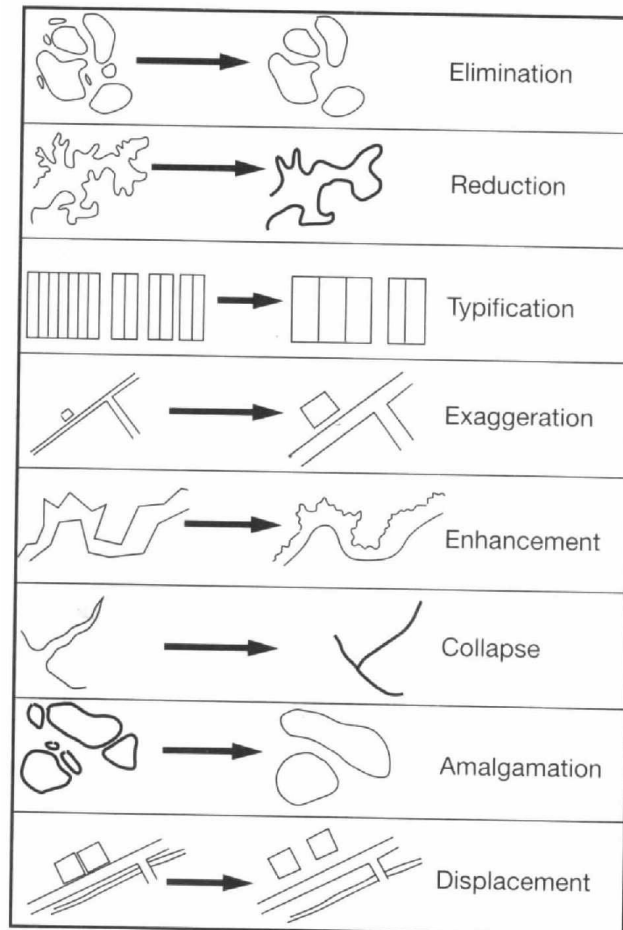 Elimination
Reduction
Typification
Exaggeration
Enhancement
Collapse
Amalgamation
Displacement